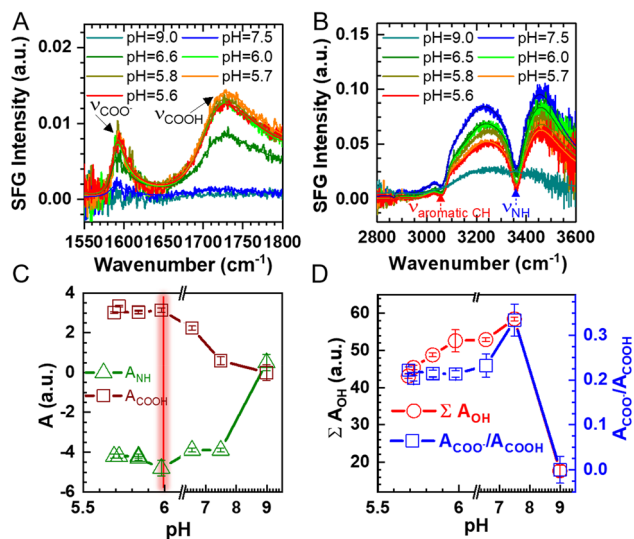 A
SFG Intensity (a.u.)
0.02
0.01
0.00
pH=9.0 pH=7.5
pH=6.6 pH=6.0
pH=5.8 pH=5.7
pH=5.6
νCOO-
νCOOH
1550 1600 1650 1700 1750 1800
Wavenumber (cm⁻¹)
B
SFG Intensity (a.u.)
0.15
0.10
0.05
0.00
pH=9.0 pH=7.5
pH=6.5 pH=6.0
pH=5.8 pH=5.7
pH=5.6
νaromatic CH
νNH
2800 3000 3200 3400 3600
Wavenumber (cm⁻¹)
C
A (a.u.)
4
2
0
-2
-4
-6
ANH
ACOOH
5.5 6 7 8 9
pH
D
Σ AOH (a.u.)
60
50
40
30
20
Σ AOH
ACOO-/ACOOH
5.5 6 7 8 9
pH
0.3
0.2
0.1
0.0
ACOO-/ACOOH